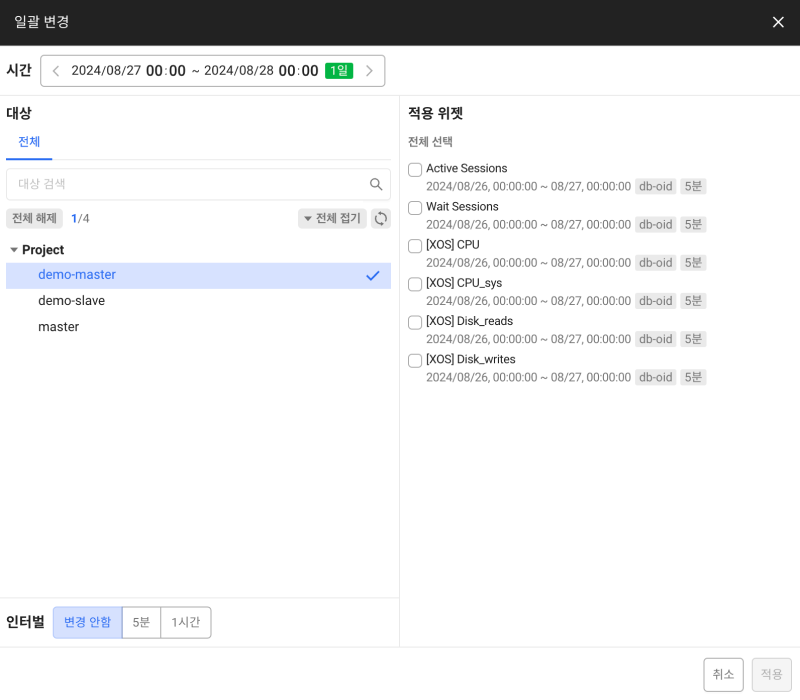 일괄 변경
시간 2024/08/27 00:00 ~ 2024/08/28 00:00 1일
대상
전체
대상 검색
전체 해제 1/4 전체 접기
Project
demo-master
demo-slave
master
인터벌 변경 안함 5분 1시간
적용 위젯
전체 선택
Active Sessions
2024/08/26, 00:00:00 ~ 08/27, 00:00:00 db-oid 5분
Wait Sessions
2024/08/26, 00:00:00 ~ 08/27, 00:00:00 db-oid 5분
[XOS] CPU
2024/08/26, 00:00:00 ~ 08/27, 00:00:00 db-oid 5분
[XOS] CPU_sys
2024/08/26, 00:00:00 ~ 08/27, 00:00:00 db-oid 5분
[XOS] Disk_reads
2024/08/26, 00:00:00 ~ 08/27, 00:00:00 db-oid 5분
[XOS] Disk_writes
2024/08/26, 00:00:00 ~ 08/27, 00:00:00 db-oid 5분
취소 적용